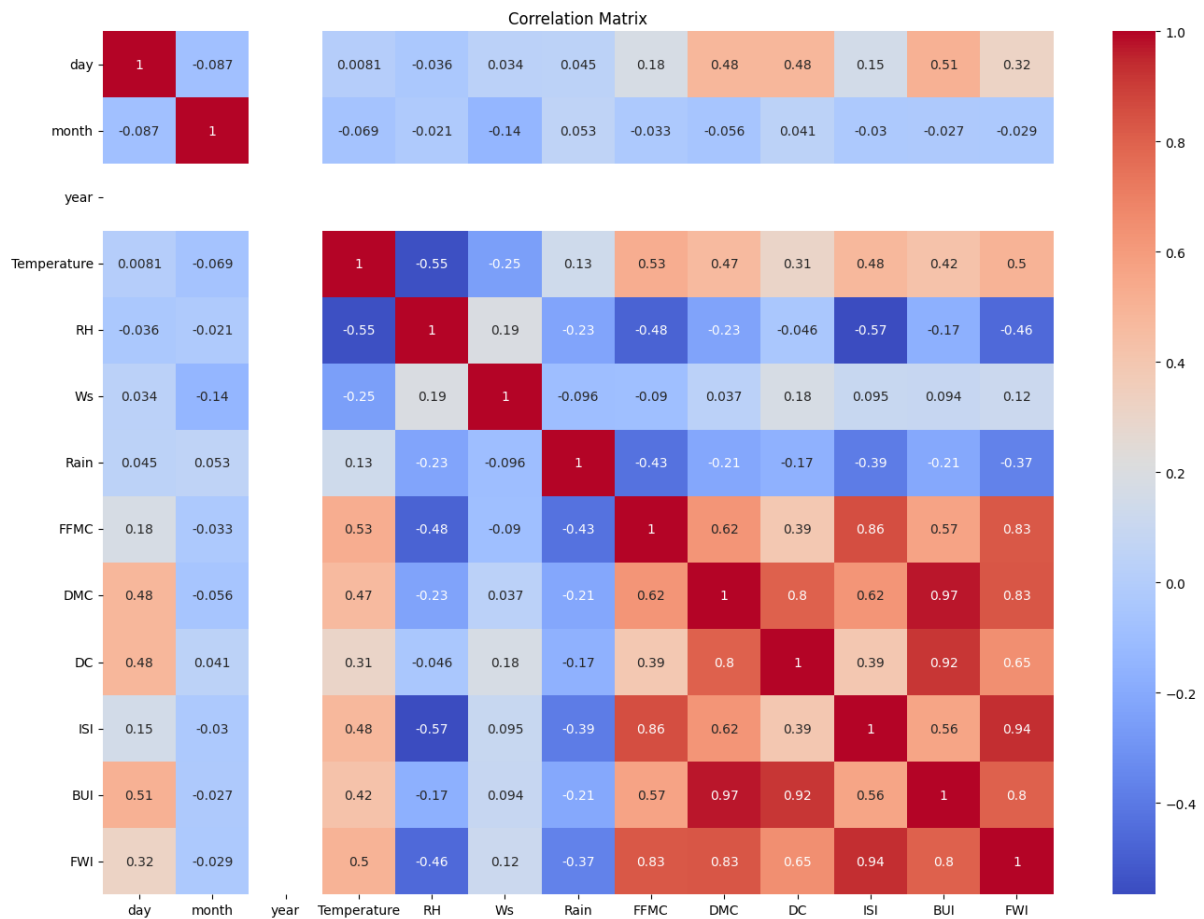 Correlation Matrix
day 1 -0.087 0.0081 -0.036 0.034 0.045 0.18 0.48 0.48 0.15 0.51 0.32
month -0.087 1 -0.069 -0.021 -0.14 0.053 -0.033 -0.056 0.041 -0.03 -0.027 -0.029
year
Temperature 0.0081 -0.069 1 -0.55 -0.25 0.13 0.53 0.47 0.31 0.48 0.42 0.5
RH -0.036 -0.021 -0.55 1 0.19 -0.23 -0.48 -0.23 -0.046 -0.57 -0.17 -0.46
Ws 0.034 -0.14 -0.25 0.19 1 -0.096 -0.09 0.037 0.18 0.095 0.094 0.12
Rain 0.045 0.053 0.13 -0.23 -0.096 1 -0.43 -0.21 -0.17 -0.39 -0.21 -0.37
FFMC 0.18 -0.033 0.53 -0.48 -0.09 -0.43 1 0.62 0.39 0.86 0.57 0.83
DMC 0.48 -0.056 0.47 -0.23 0.037 -0.21 0.62 1 0.8 0.62 0.97 0.83
DC 0.48 0.041 0.31 -0.046 0.18 -0.17 0.39 0.8 1 0.39 0.92 0.65
ISI 0.15 -0.03 0.48 -0.57 0.095 -0.39 0.86 0.62 0.39 1 0.56 0.94
BUI 0.51 -0.027 0.42 -0.17 0.094 -0.21 0.57 0.97 0.92 0.56 1 0.8
FWI 0.32 -0.029 0.5 -0.46 0.12 -0.37 0.83 0.83 0.65 0.94 0.8 1
day month year Temperature RH Ws Rain FFMC DMC DC ISI BUI FWI
1.0
0.8
0.6
0.4
0.2
0.0
−0.2
−0.4